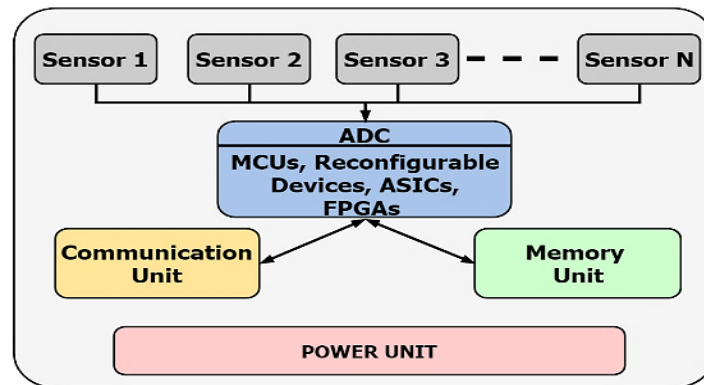 Sensor 1
Sensor 2
Sensor 3
Sensor N
ADC
MCUs, Reconfigurable
Devices, ASICs,
FPGAs
Communication
Unit
Memory
Unit
POWER UNIT